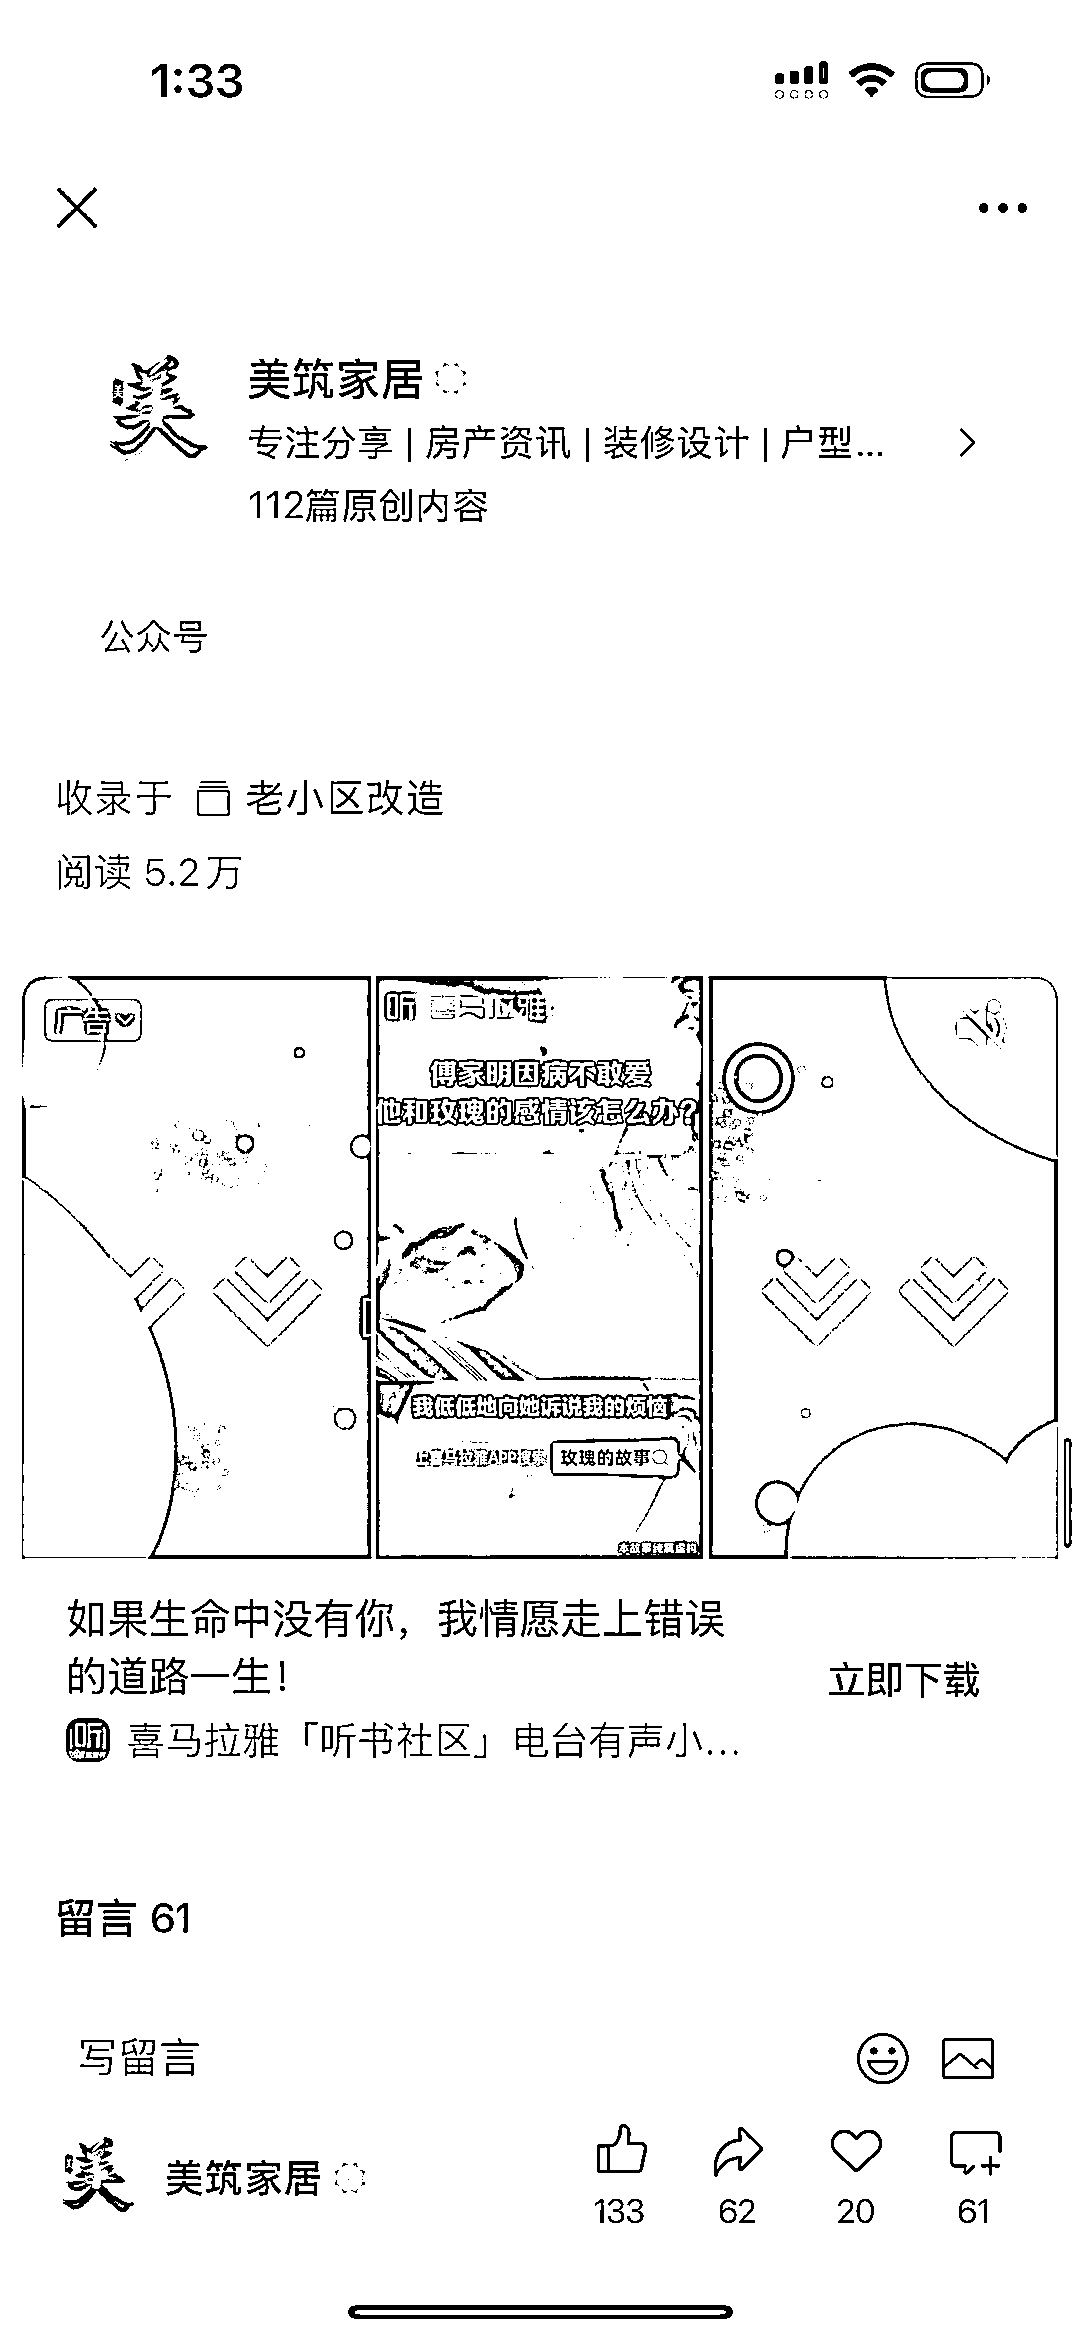 1:33
美筑家居
专注分享 | 房产资讯 | 装修设计 | 户型...
112篇原创内容
公众号
收录于 老小区改造
阅读 5.2万
广告
听 喜马拉雅
傅家明因病不敢爱
他和玫瑰的感情该怎么办?
我低低地向她诉说我的烦恼
上喜马拉雅APP搜索 玫瑰的故事
本故事纯属虚构
如果生命中没有你，我情愿走上错误
的道路一生！
立即下载
喜马拉雅「听书社区」电台有声小...
留言 61
写留言
美筑家居
133 62 20 61